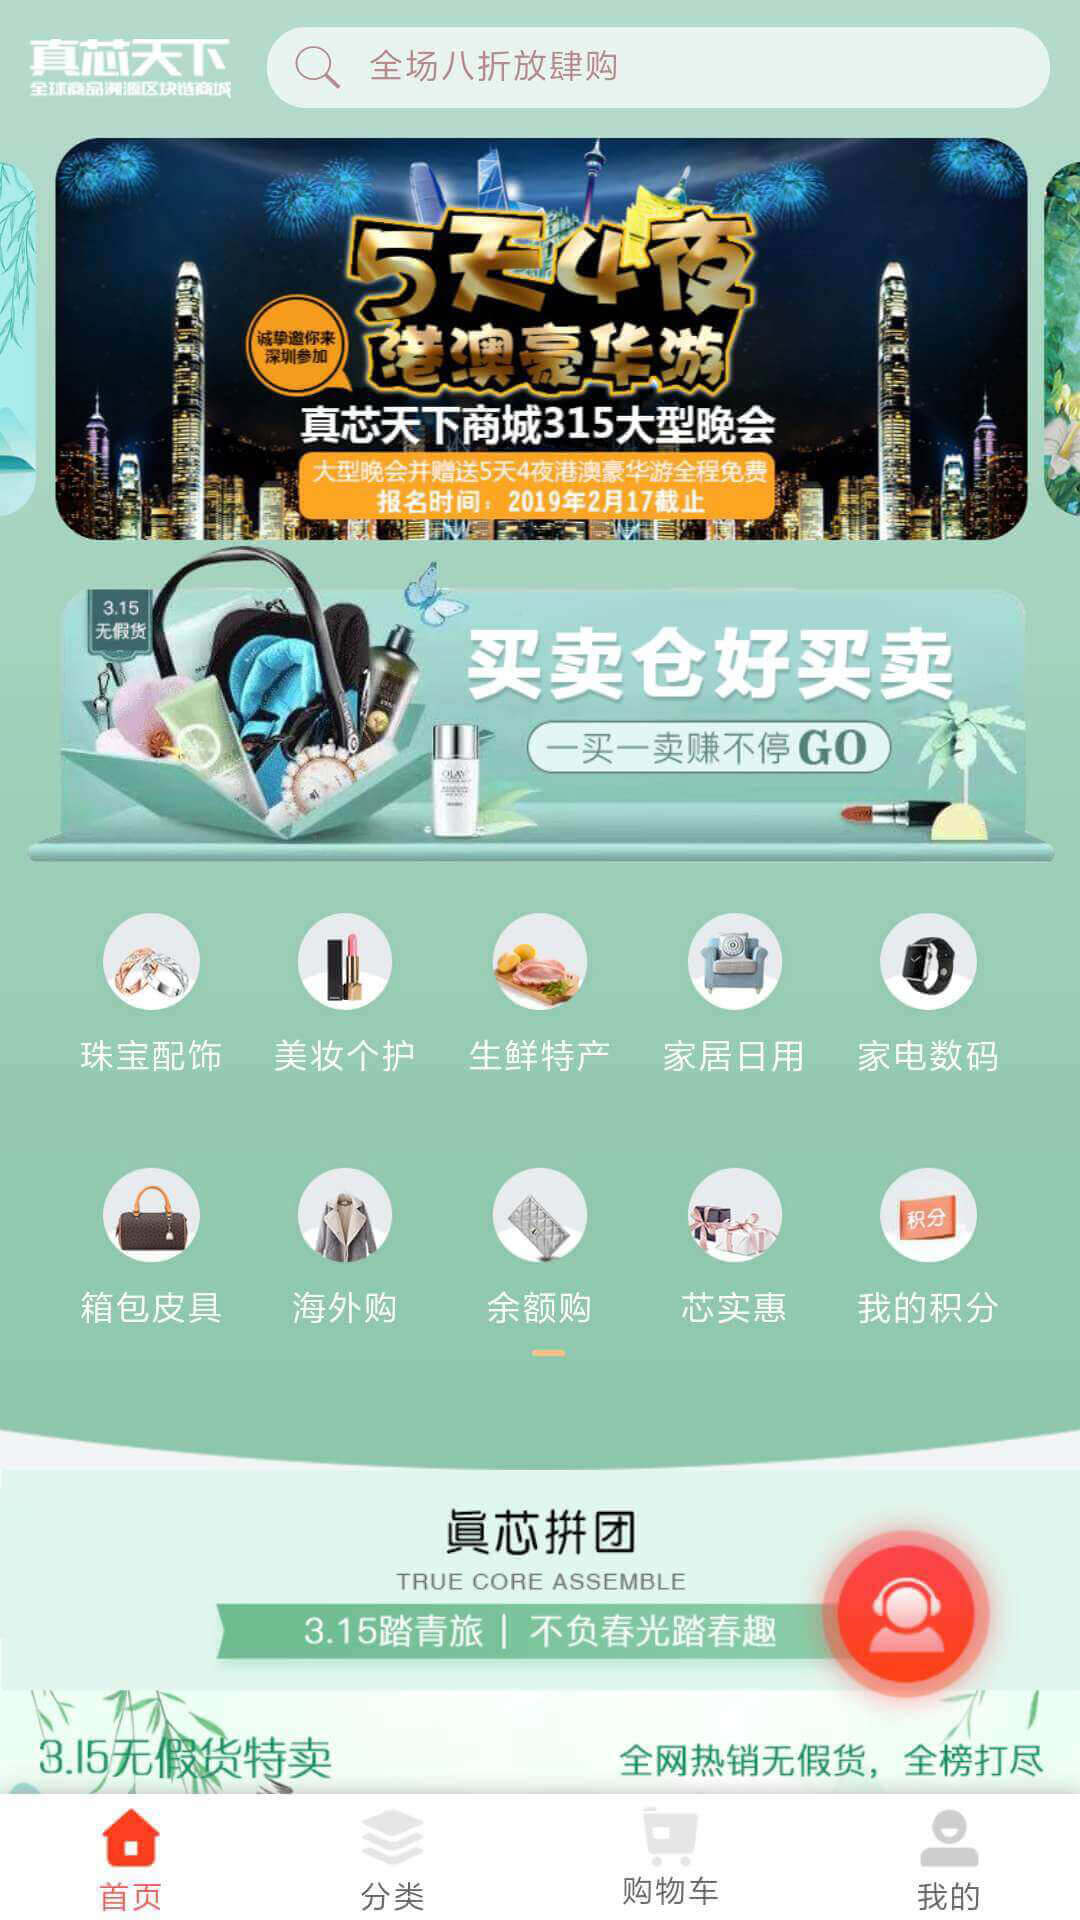 真芯天下
全球商品溯源区块链商城
全场八折放肆购
5天4夜
港澳豪华游
诚挚邀你来
深圳参加
真芯天下商城315大型晚会
大型晚会并赠送5天4夜港澳豪华游全程免费
报名时间：2019年2月17截止
3.15
无假货
买卖仓好买卖
一买一卖赚不停GO
OLAY
珠宝配饰
美妆个护
生鲜特产
家居日用
家电数码
积分
箱包皮具
海外购
余额购
芯实惠
我的积分
眞芯拼团
TRUE CORE ASSEMBLE
3.15踏青旅｜不负春光踏春趣
3.15无假货特卖
全网热销无假货，全榜打尽
首页
分类
购物车
我的